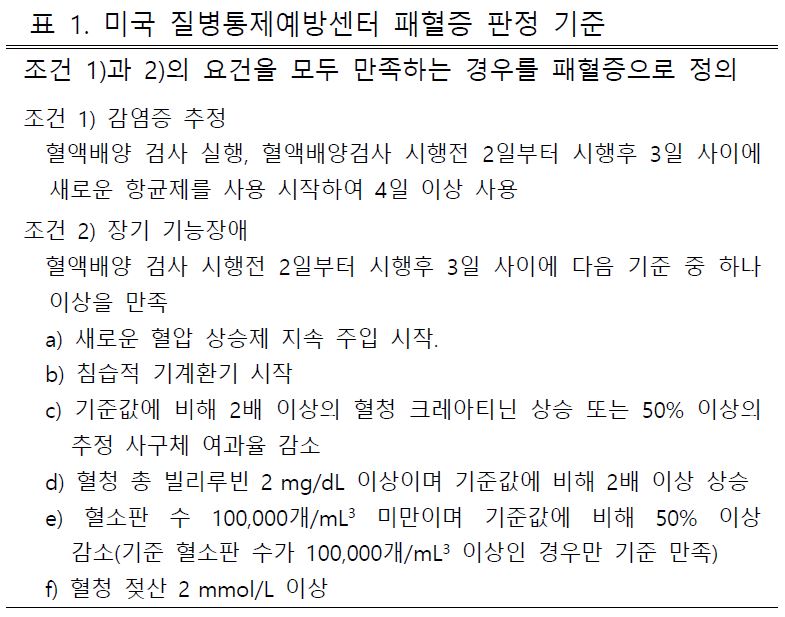 표 1. 미국 질병통제예방센터 패혈증 판정 기준
조건 1)과 2)의 요건을 모두 만족하는 경우를 패혈증으로 정의
조건 1) 감염증 추정
혈액배양 검사 실행, 혈액배양검사 시행전 2일부터 시행후 3일 사이에
새로운 항균제를 사용 시작하여 4일 이상 사용
조건 2) 장기 기능장애
혈액배양 검사 시행전 2일부터 시행후 3일 사이에 다음 기준 중 하나
이상을 만족
a) 새로운 혈압 상승제 지속 주입 시작.
b) 침습적 기계환기 시작
c) 기준값에 비해 2배 이상의 혈청 크레아티닌 상승 또는 50% 이상의
추정 사구체 여과율 감소
d) 혈청 총 빌리루빈 2 mg/dL 이상이며 기준값에 비해 2배 이상 상승
e) 혈소판 수 100,000개/mL³ 미만이며 기준값에 비해 50% 이상
감소(기준 혈소판 수가 100,000개/mL³ 이상인 경우만 기준 만족)
f) 혈청 젖산 2 mmol/L 이상